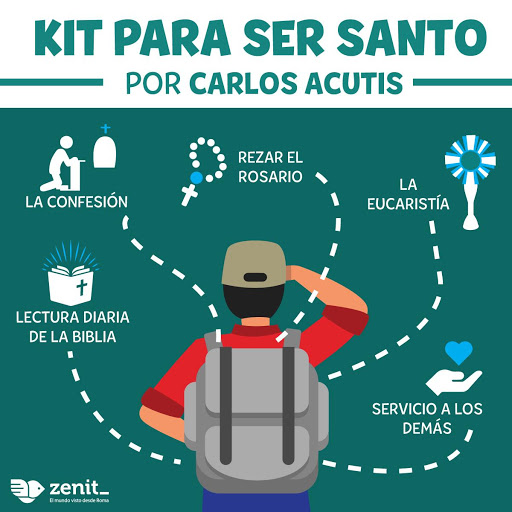 KIT PARA SER SANTO
POR CARLOS ACUTIS
LA CONFESIÓN
REZAR EL
ROSARIO
LA
EUCARISTÍA
LECTURA DIARIA
DE LA BIBLIA
SERVICIO A LOS
DEMÁS
zenit_
El mundo visto desde Roma